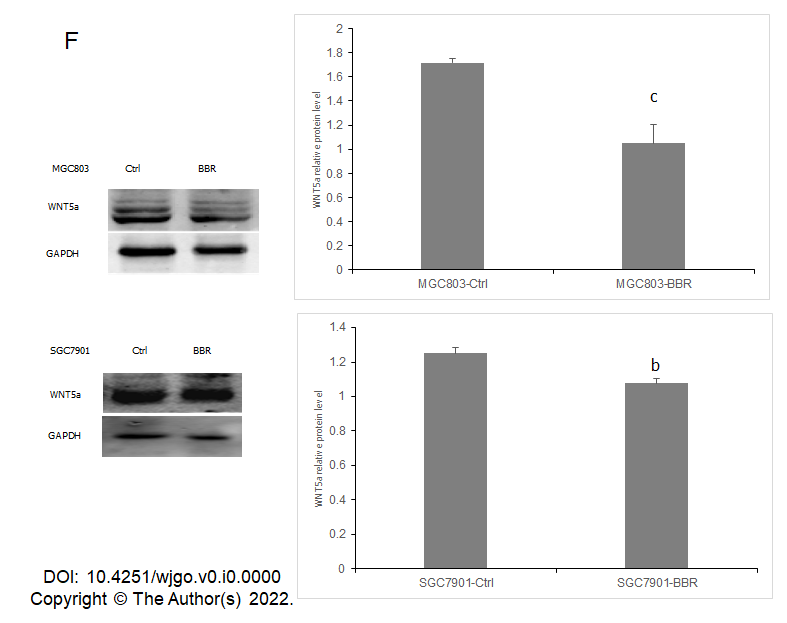 F
MGC803 Ctrl BBR
WNT5a
GAPDH
WNT5a relative protein level
2
1.8
1.6
1.4
1.2
1
0.8
0.6
0.4
0.2
0
c
MGC803-Ctrl MGC803-BBR
SGC7901 Ctrl BBR
WNT5a
GAPDH
WNT5a relative protein level
1.4
1.2
1
0.8
0.6
0.4
0.2
0
b
SGC7901-Ctrl SGC7901-BBR
DOI: 10.4251/wjgo.v0.i0.0000
Copyright © The Author(s) 2022.